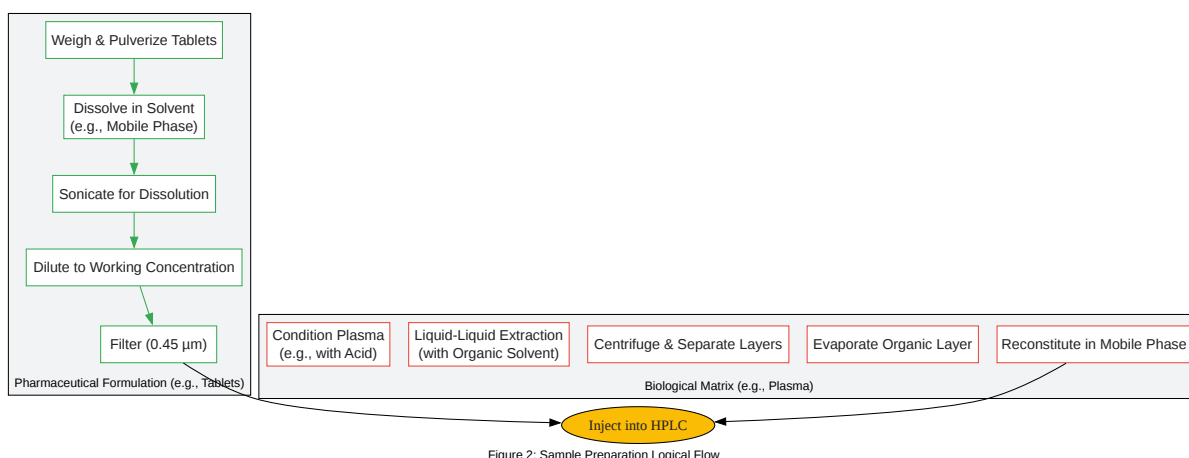 Weigh & Pulverize Tablets
Dissolve in Solvent
(e.g., Mobile Phase)
Sonicate for Dissolution
Dilute to Working Concentration
Filter (0.45 µm)
Pharmaceutical Formulation (e.g., Tablets)
Condition Plasma
(e.g., with Acid)
Liquid-Liquid Extraction
(with Organic Solvent)
Centrifuge & Separate Layers
Evaporate Organic Layer
Reconstitute in Mobile Phase
Biological Matrix (e.g., Plasma)
Inject into HPLC
Figure 2: Sample Preparation Logical Flow